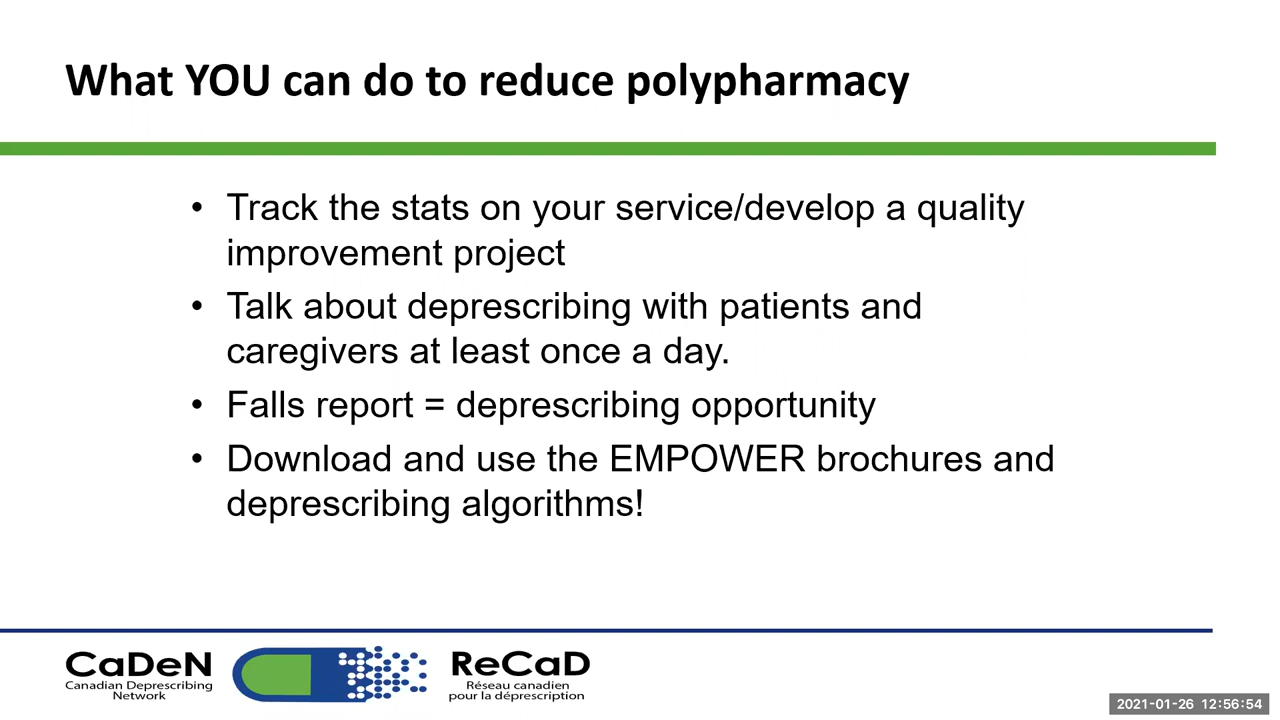 What YOU can do to reduce polypharmacy
• Track the stats on your service/develop a quality
improvement project
• Talk about deprescribing with patients and
caregivers at least once a day.
• Falls report = deprescribing opportunity
• Download and use the EMPOWER brochures and
deprescribing algorithms!
CaDeN
Canadian Deprescribing
Network
ReCaD
Réseau canadien
pour la déprescription
2021-01-26 12:56:54